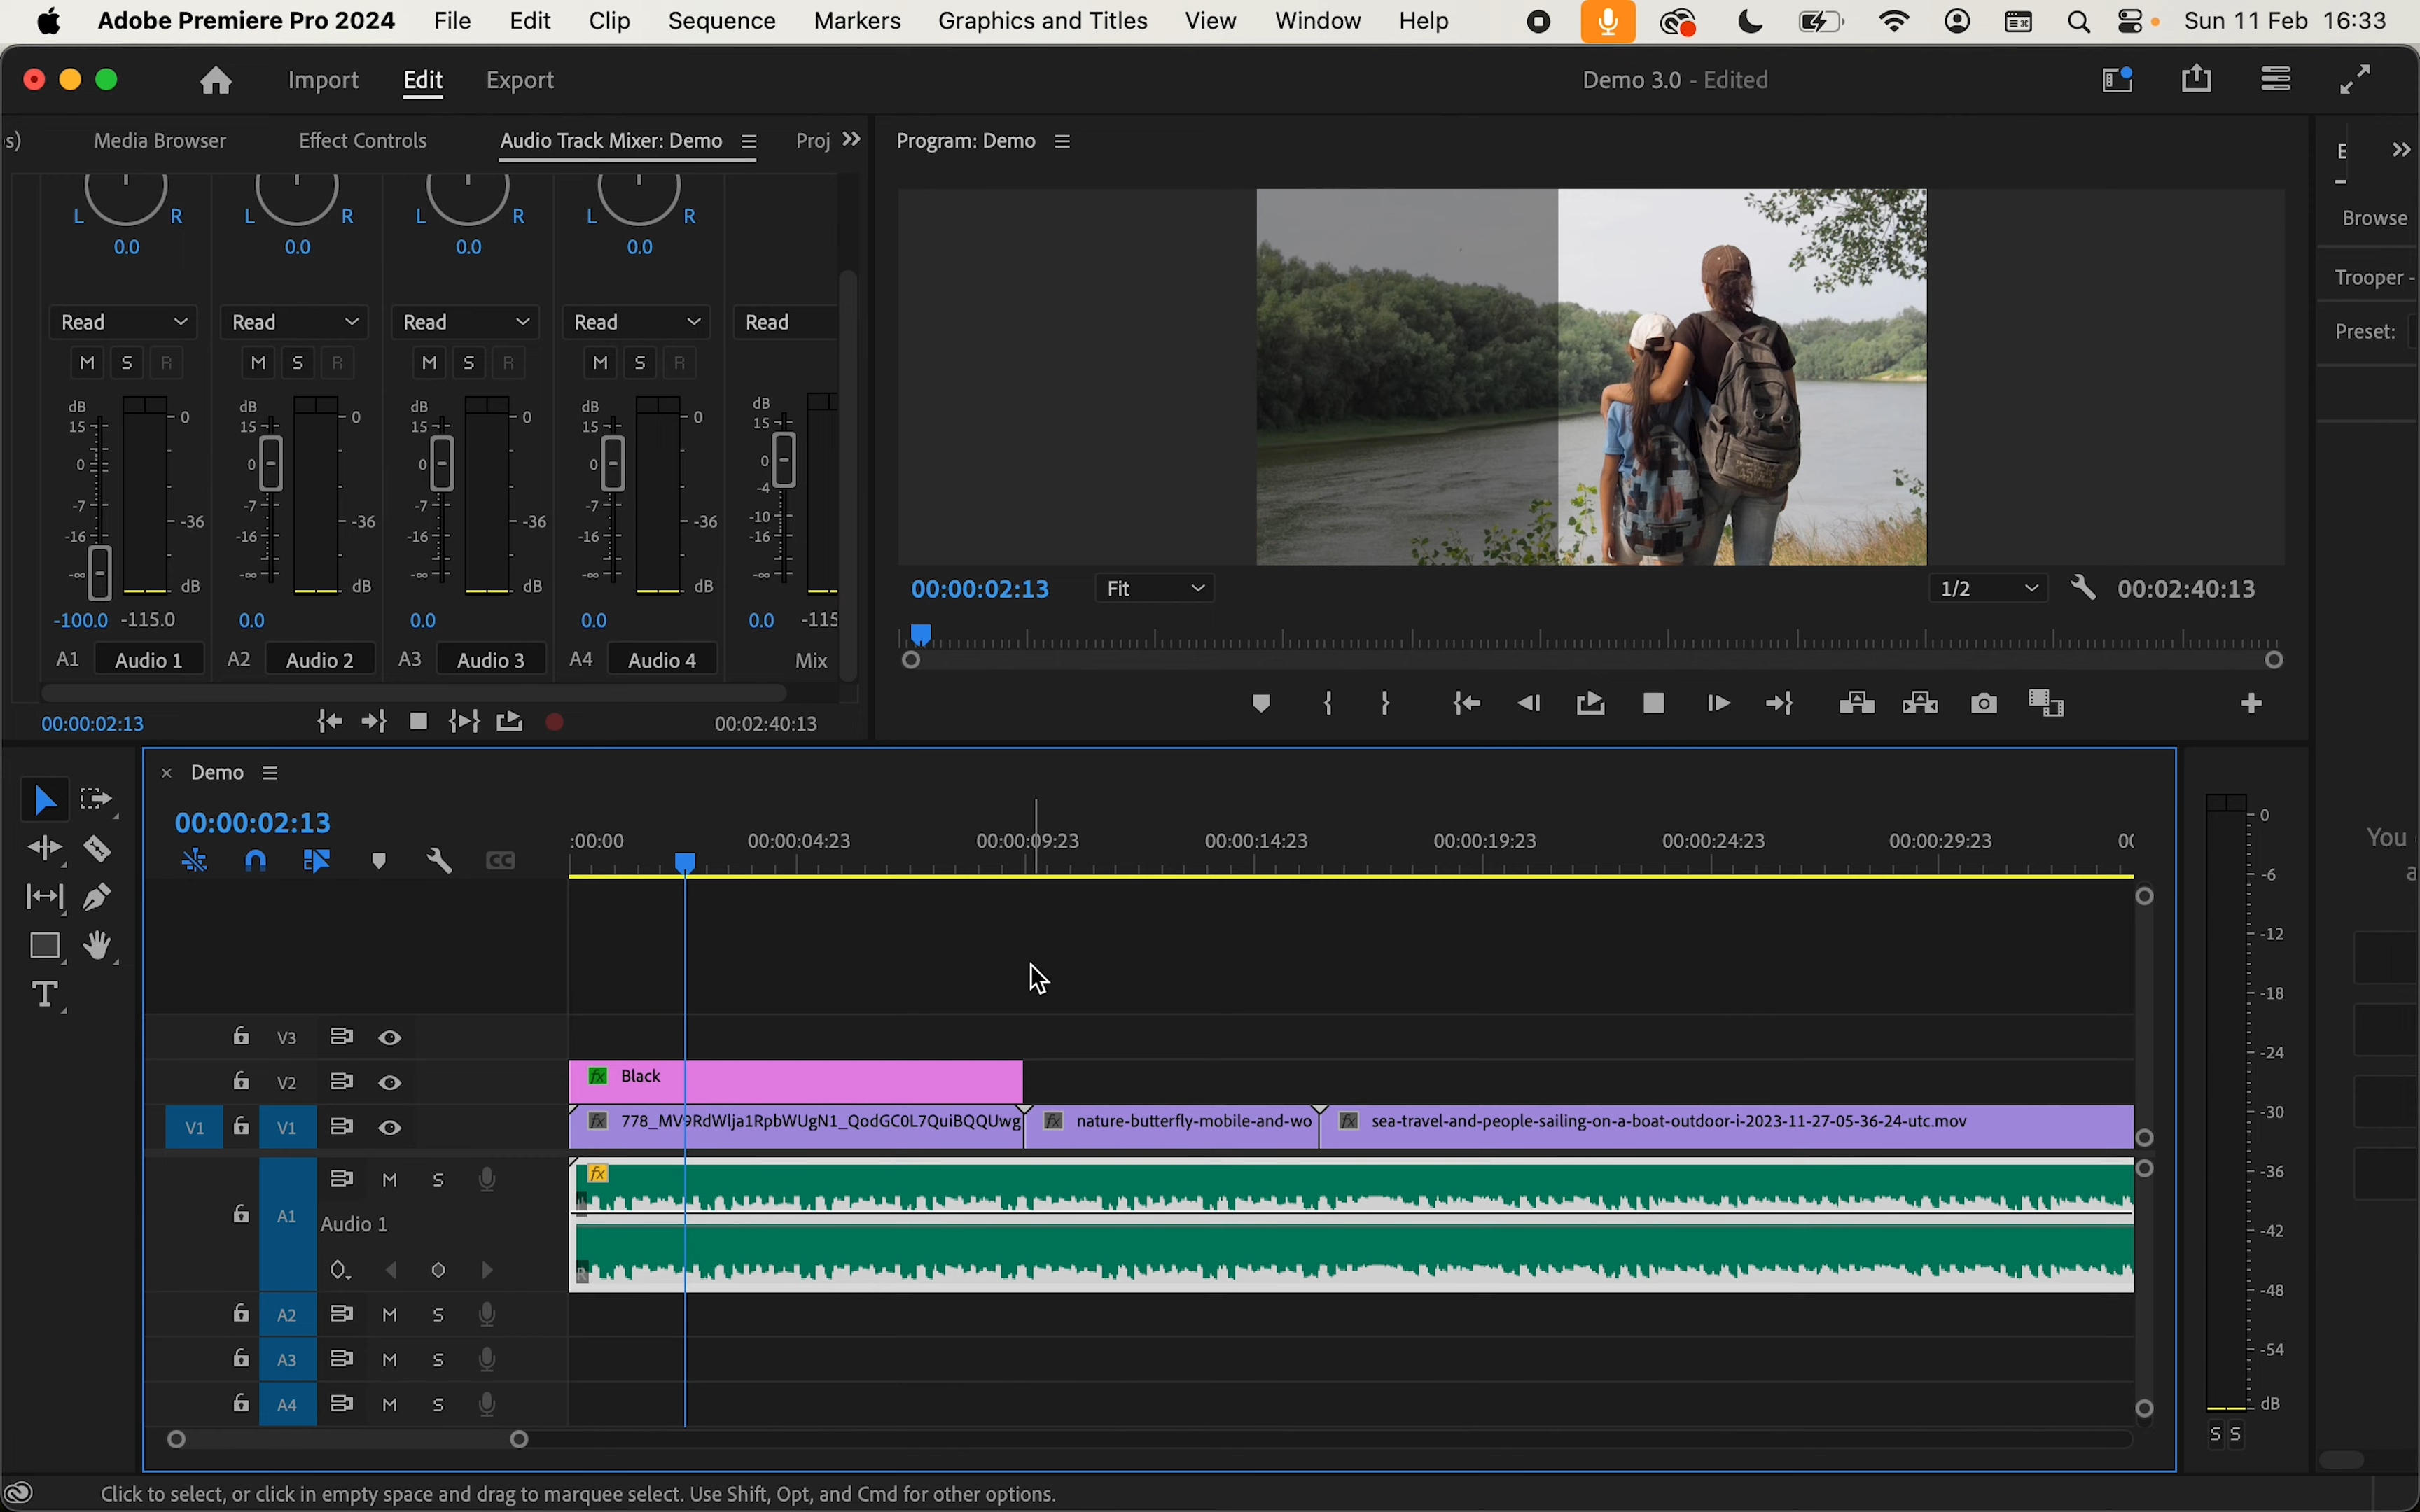 Adobe Premiere Pro 2024 File Edit Clip Sequence Markers Graphics and Titles View Window Help Sun 11 Feb 16:33
Import Edit Export Demo 3.0 - Edited
s) Media Browser Effect Controls Audio Track Mixer: Demo Proj
L R L R L R L R
0.0 0.0 0.0 0.0
Read Read Read Read Read
M S R M S R M S R M S R
dB dB dB dB dB
15 0 15 0 15 0 15 0 15
0 0 0 0 0
-4
-7 -7 -7 -7
-36 -36 -36 -36 -10
-16 -16 -16 -16 -16
-∞ dB -∞ dB -∞ dB -∞ dB -∞
-100.0 -115.0 0.0 0.0 0.0 0.0 -115
A1 Audio 1 A2 Audio 2 A3 Audio 3 A4 Audio 4 Mix
00:00:02:13 00:02:40:13
Program: Demo
00:00:02:13 Fit 1/2 00:02:40:13
E
Browse
Trooper -
Preset:
You
a
Demo
00:00:02:13
:00:00 00:00:04:23 00:00:09:23 00:00:14:23 00:00:19:23 00:00:24:23 00:00:29:23 00
CC
T
V3
V2 fx Black
V1 V1 fx 778_MV9RdWlja1RpbWUgN1_QodGC0L7QuiBQQUwg fx nature-butterfly-mobile-and-wo fx sea-travel-and-people-sailing-on-a-boat-outdoor-i-2023-11-27-05-36-24-utc.mov
M S fx
A1 Audio 1
R
A2 M S
A3 M S
A4 M S
0
-6
-12
-18
-24
-30
-36
-42
-48
-54
dB
S S
Click to select, or click in empty space and drag to marquee select. Use Shift, Opt, and Cmd for other options.